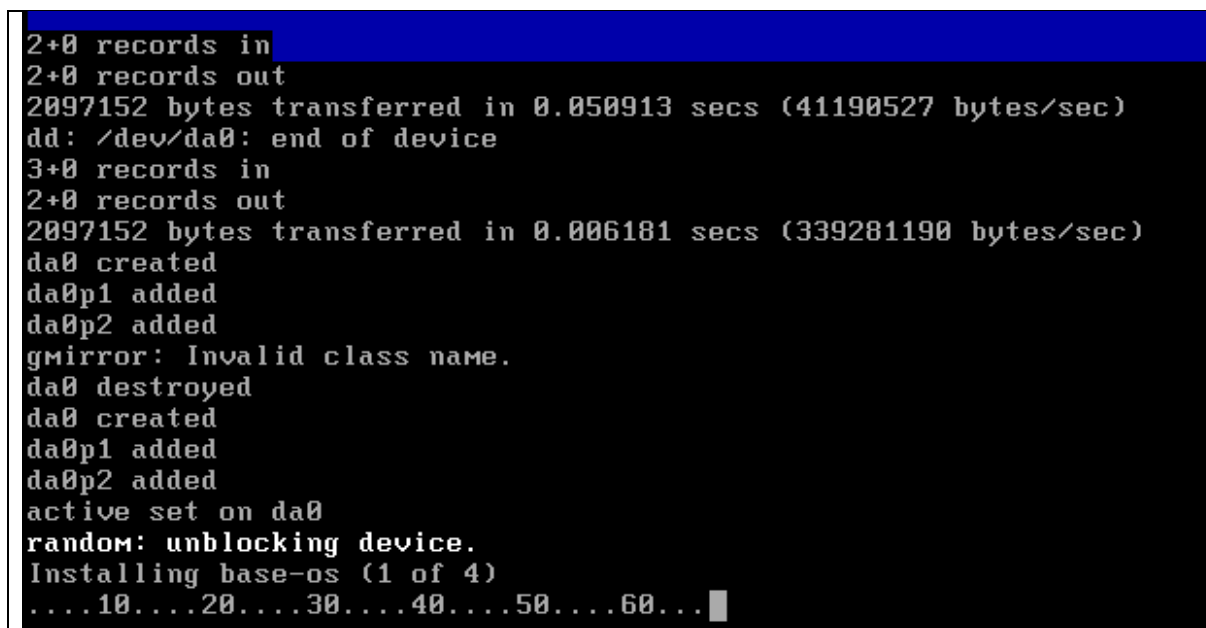 2+0 records in
2+0 records out
2097152 bytes transferred in 0.050913 secs (41190527 bytes/sec)
dd: /dev/da0: end of device
3+0 records in
2+0 records out
2097152 bytes transferred in 0.006181 secs (339281190 bytes/sec)
da0 created
da0p1 added
da0p2 added
gmirror: Invalid class name.
da0 destroyed
da0 created
da0p1 added
da0p2 added
active set on da0
random: unblocking device.
Installing base-os (1 of 4)
....10....20....30....40....50....60...